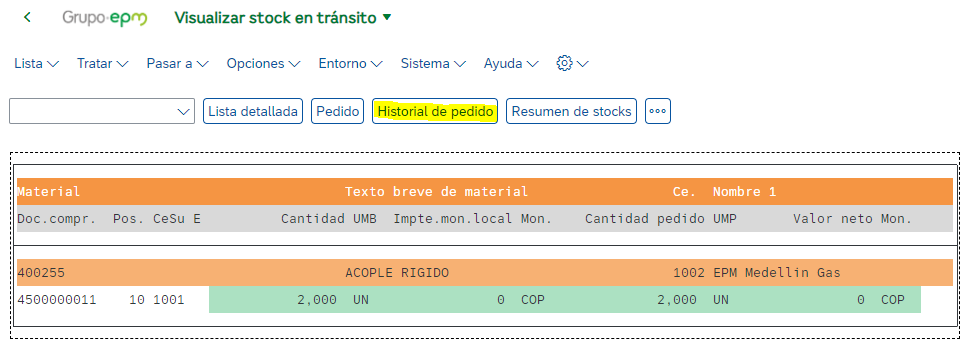 Grupo·epm Visualizar stock en tránsito
Lista Tratar Pasar a Opciones Entorno Sistema Ayuda
Lista detallada Pedido Historial de pedido Resumen de stocks
Material Texto breve de material Ce. Nombre 1
Doc.compr. Pos. CeSu E Cantidad UMB Impte.mon.local Mon. Cantidad pedido UMP Valor neto Mon.
400255 ACOPLE RIGIDO 1002 EPM Medellin Gas
4500000011 10 1001 2,000 UN 0 COP 2,000 UN 0 COP